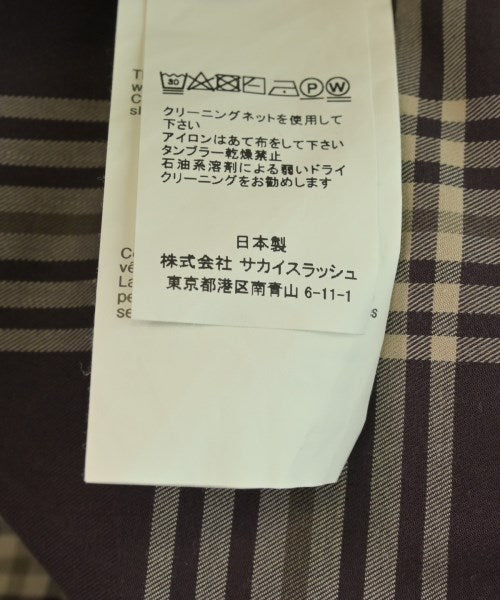 30 P W
クリーニングネットを使用して
下さい
アイロンはあて布をして下さい
タンブラー乾燥禁止
石油系溶剤による弱いドライ
クリーニングをお勧めします
日本製
株式会社 サカイスラッシュ
東京都港区南青山 6-11-1